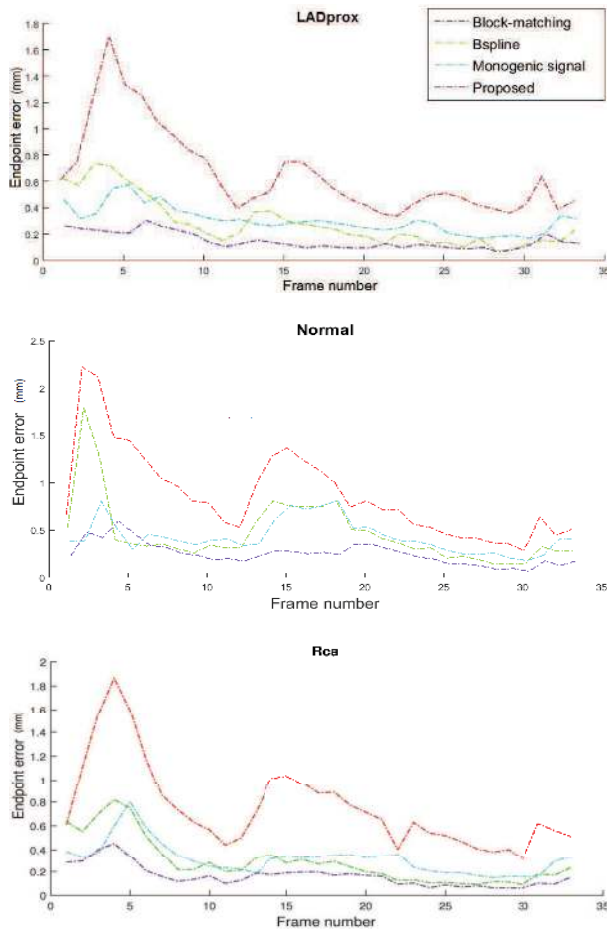 LADprox
Endpoint error (mm)
1.8
1.6
1.4
1.2
1
0.8
0.6
0.4
0.2
0
0 5 10 15 20 25 30 35
Frame number
Block-matching
Bspline
Monogenic signal
Proposed
Normal
Endpoint error (mm)
2.5
2
1.5
1
0.5
0
0 5 10 15 20 25 30 35
Frame number
Rca
Endpoint error (mm)
2
1.8
1.6
1.4
1.2
1
0.8
0.6
0.4
0.2
0
0 5 10 15 20 25 30 35
Frame number